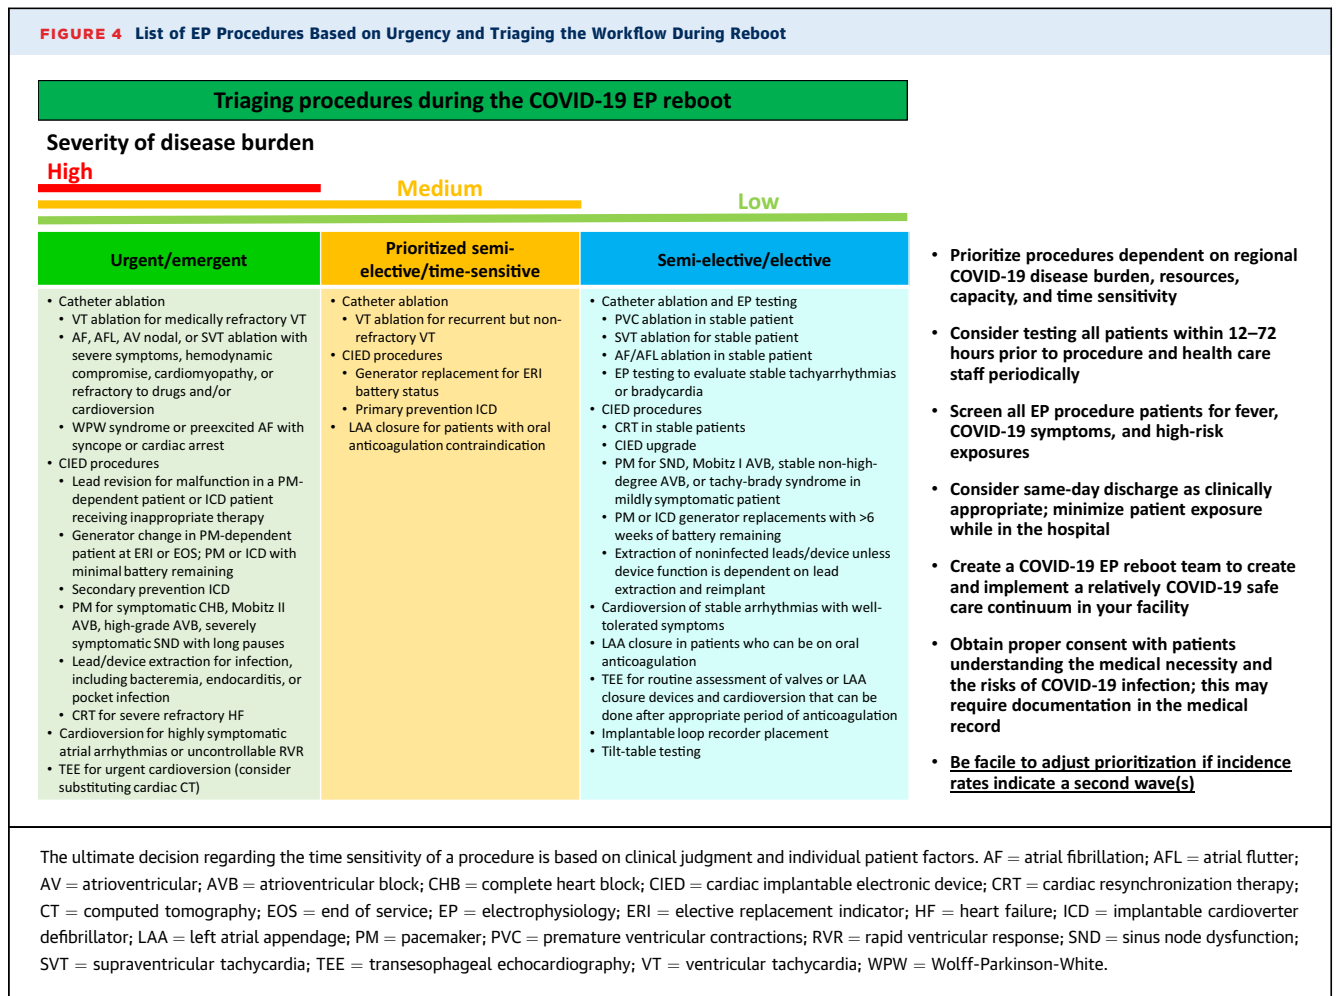 FIGURE 4 List of EP Procedures Based on Urgency and Triaging the Workflow During Reboot
Triaging procedures during the COVID-19 EP reboot
Severity of disease burden
High
Medium
Low
Urgent/emergent
• Catheter ablation
• VT ablation for medically refractory VT
• AF, AFL, AV nodal, or SVT ablation with
severe symptoms, hemodynamic
compromise, cardiomyopathy, or
refractory to drugs and/or
cardioversion
• WPW syndrome or preexcited AF with
syncope or cardiac arrest
• CIED procedures
• Lead revision for malfunction in a PM-
dependent patient or ICD patient
receiving inappropriate therapy
• Generator change in PM-dependent
patient at ERI or EOS; PM or ICD with
minimal battery remaining
• Secondary prevention ICD
• PM for symptomatic CHB, Mobitz II
AVB, high-grade AVB, severely
symptomatic SND with long pauses
• Lead/device extraction for infection,
including bacteremia, endocarditis, or
pocket infection
• CRT for severe refractory HF
• Cardioversion for highly symptomatic
atrial arrhythmias or uncontrollable RVR
• TEE for urgent cardioversion (consider
substituting cardiac CT)
Prioritized semi-
elective/time-sensitive
• Catheter ablation
• VT ablation for recurrent but non-
refractory VT
• CIED procedures
• Generator replacement for ERI
battery status
• Primary prevention ICD
• LAA closure for patients with oral
anticoagulation contraindication
Semi-elective/elective
• Catheter ablation and EP testing
• PVC ablation in stable patient
• SVT ablation for stable patient
• AF/AFL ablation in stable patient
• EP testing to evaluate stable tachyarrhythmias
or bradycardia
• CIED procedures
• CRT in stable patients
• CIED upgrade
• PM for SND, Mobitz I AVB, stable non-high-
degree AVB, or tachy-brady syndrome in
mildly symptomatic patient
• PM or ICD generator replacements with >6
weeks of battery remaining
• Extraction of noninfected leads/device unless
device function is dependent on lead
extraction and reimplant
• Cardioversion of stable arrhythmias with well-
tolerated symptoms
• LAA closure in patients who can be on oral
anticoagulation
• TEE for routine assessment of valves or LAA
closure devices and cardioversion that can be
done after appropriate period of anticoagulation
• Implantable loop recorder placement
• Tilt-table testing
• Prioritize procedures dependent on regional
COVID-19 disease burden, resources,
capacity, and time sensitivity
• Consider testing all patients within 12–72
hours prior to procedure and health care
staff periodically
• Screen all EP procedure patients for fever,
COVID-19 symptoms, and high-risk
exposures
• Consider same-day discharge as clinically
appropriate; minimize patient exposure
while in the hospital
• Create a COVID-19 EP reboot team to create
and implement a relatively COVID-19 safe
care continuum in your facility
• Obtain proper consent with patients
understanding the medical necessity and
the risks of COVID-19 infection; this may
require documentation in the medical
record
• Be facile to adjust prioritization if incidence
rates indicate a second wave(s)
The ultimate decision regarding the time sensitivity of a procedure is based on clinical judgment and individual patient factors. AF = atrial fibrillation; AFL = atrial flutter;
AV = atrioventricular; AVB = atrioventricular block; CHB = complete heart block; CIED = cardiac implantable electronic device; CRT = cardiac resynchronization therapy;
CT = computed tomography; EOS = end of service; EP = electrophysiology; ERI = elective replacement indicator; HF = heart failure; ICD = implantable cardioverter
defibrillator; LAA = left atrial appendage; PM = pacemaker; PVC = premature ventricular contractions; RVR = rapid ventricular response; SND = sinus node dysfunction;
SVT = supraventricular tachycardia; TEE = transesophageal echocardiography; VT = ventricular tachycardia; WPW = Wolff-Parkinson-White.